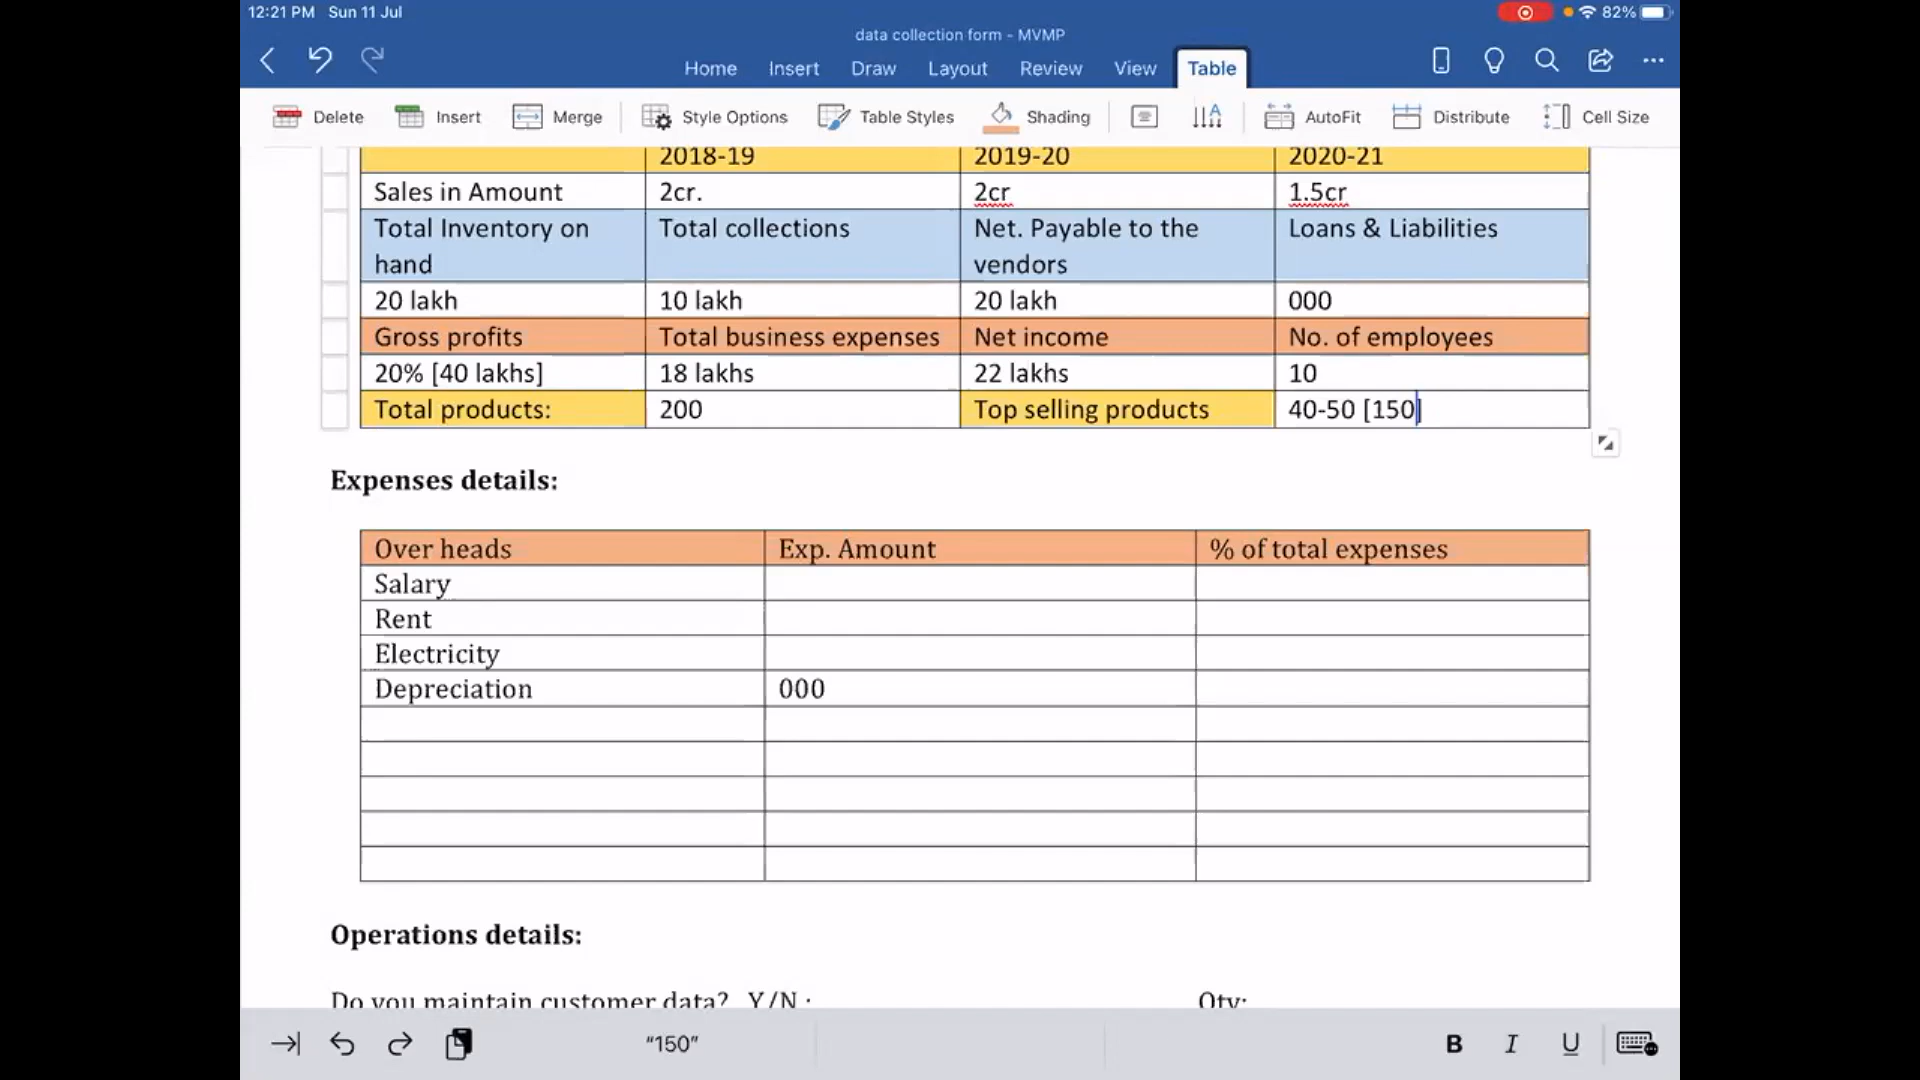 12:21 PM Sun 11 Jul
82%
data collection form - MVMP
Home Insert Draw Layout Review View Table
Delete Insert Merge Style Options Table Styles Shading AutoFit Distribute Cell Size
2018-19 2019-20 2020-21
Sales in Amount 2cr. 2cr 1.5cr
Total Inventory on hand Total collections Net. Payable to the vendors Loans & Liabilities
20 lakh 10 lakh 20 lakh 000
Gross profits Total business expenses Net income No. of employees
20% [40 lakhs] 18 lakhs 22 lakhs 10
Total products: 200 Top selling products 40-50 [150]
Expenses details:
Over heads Exp. Amount % of total expenses
Salary
Rent
Electricity
Depreciation 000
Operations details:
Do you maintain customer data? Y/N : Qty:
“150”
B I U